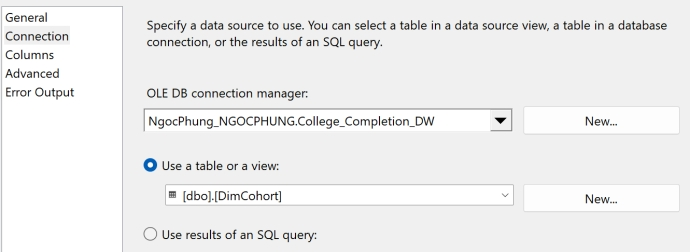 General
Connection
Columns
Advanced
Error Output
Specify a data source to use. You can select a table in a data source view, a table in a database
connection, or the results of an SQL query.
OLE DB connection manager:
NgocPhung_NGOCPHUNG.College_Completion_DW
New...
Use a table or a view:
[dbo].[DimCohort]
New...
Use results of an SQL query: